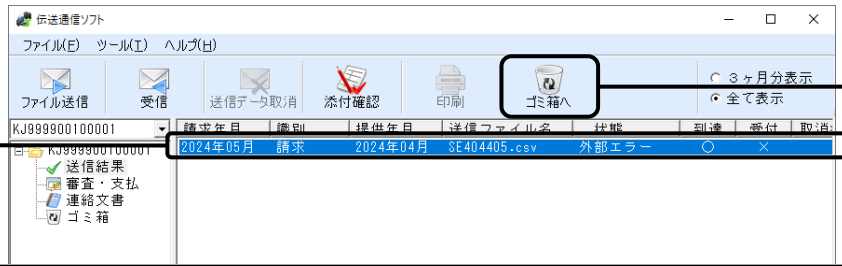 伝送通信ソフト
ファイル(F) ツール(T) ヘルプ(H)
ファイル送信 受信 送信データ取消 添付確認 印刷 ゴミ箱へ
3ヶ月分表示
全て表示
KJ999900100001
請求年月 識別 提供年月 送信ファイル名 状態 到達 受付 取消
KJ999900100001
2024年05月 請求 2024年04月 SE404405.csv 外部エラー ○ ×
送信結果
審査・支払
連絡文書
ゴミ箱